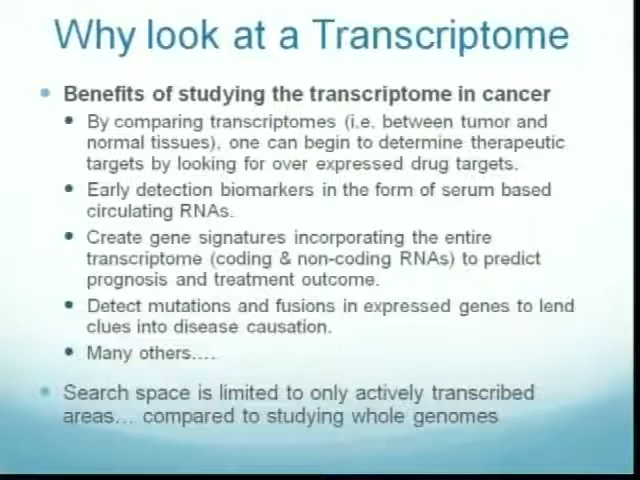 Why look at a Transcriptome
Benefits of studying the transcriptome in cancer
By comparing transcriptomes (i.e. between tumor and
normal tissues), one can begin to determine therapeutic
targets by looking for over expressed drug targets.
Early detection biomarkers in the form of serum based
circulating RNAs.
Create gene signatures incorporating the entire
transcriptome (coding & non-coding RNAs) to predict
prognosis and treatment outcome.
Detect mutations and fusions in expressed genes to lend
clues into disease causation.
Many others....
Search space is limited to only actively transcribed
areas... compared to studying whole genomes